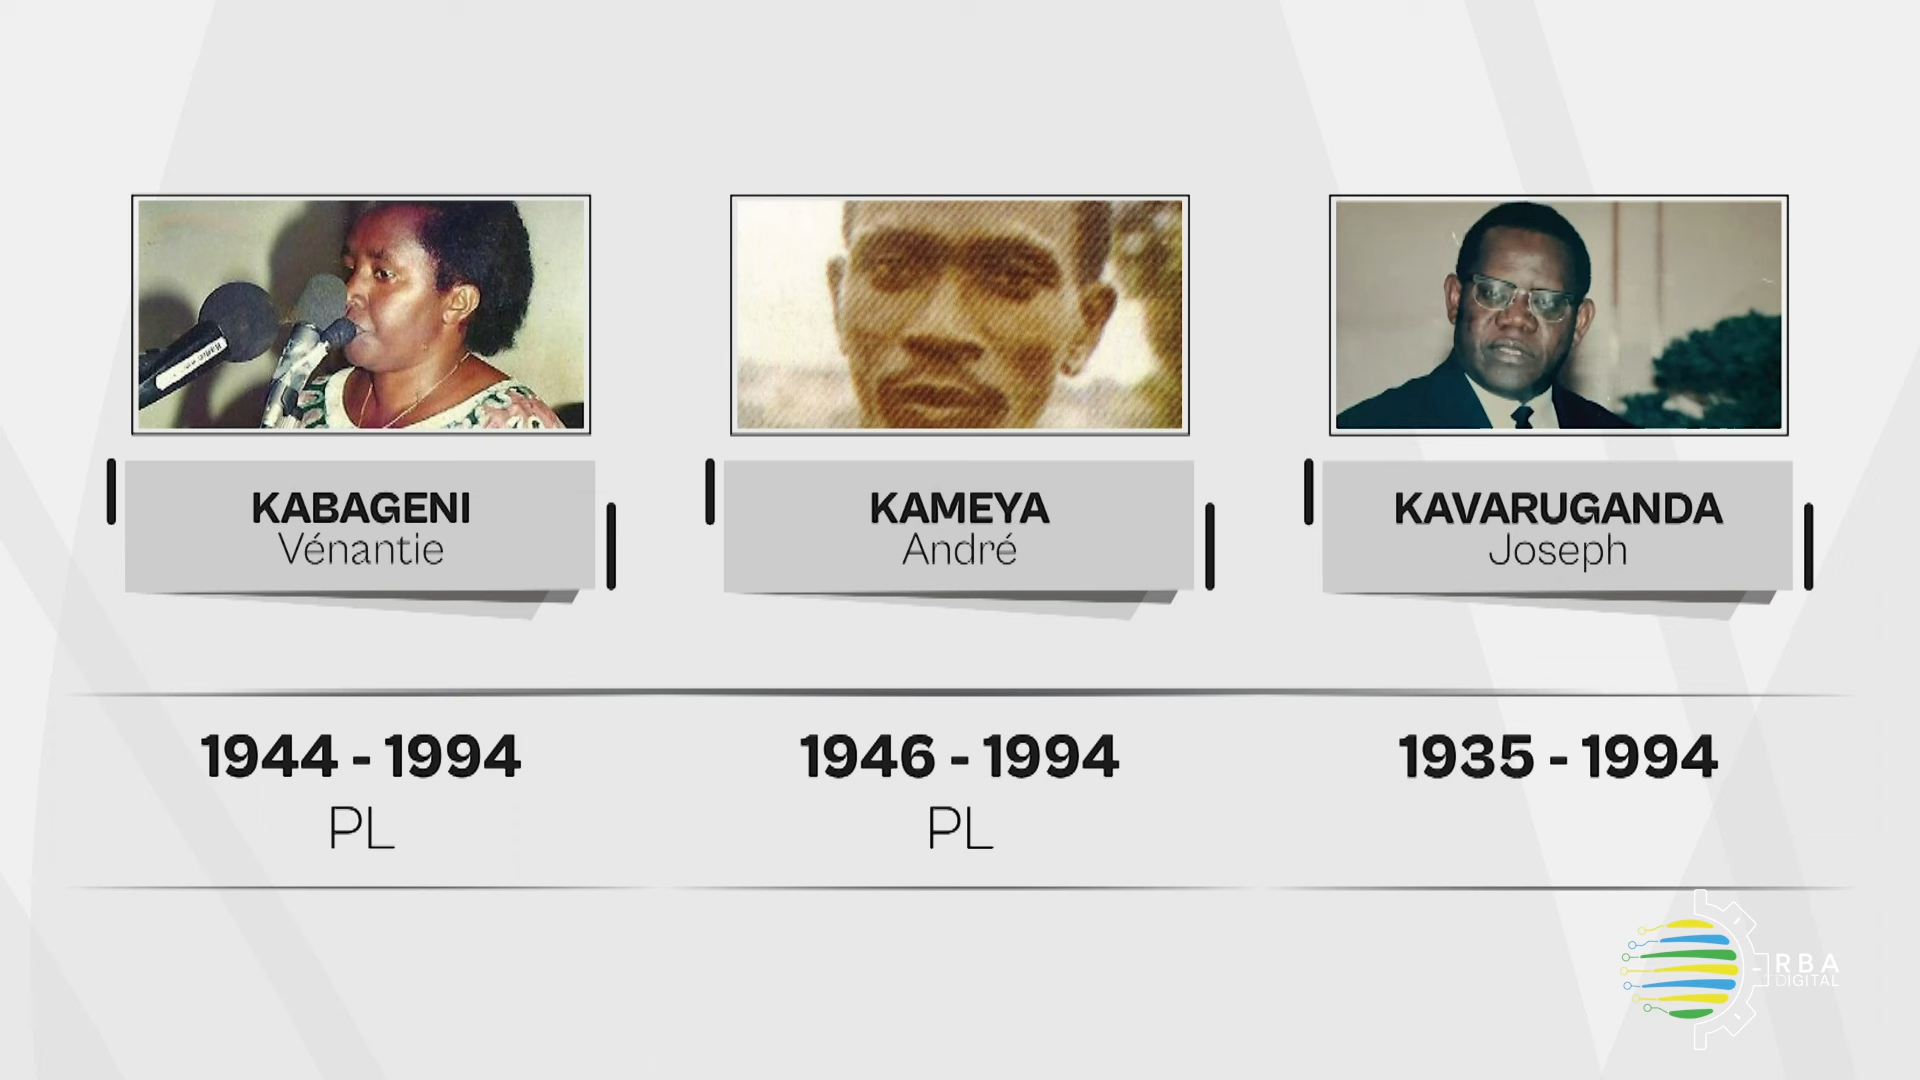 KABAGENI
Vénantie
KAMEYA
André
KAVARUGANDA
Joseph
1944 - 1994
PL
1946 - 1994
PL
1935 - 1994
RBA
DIGITAL